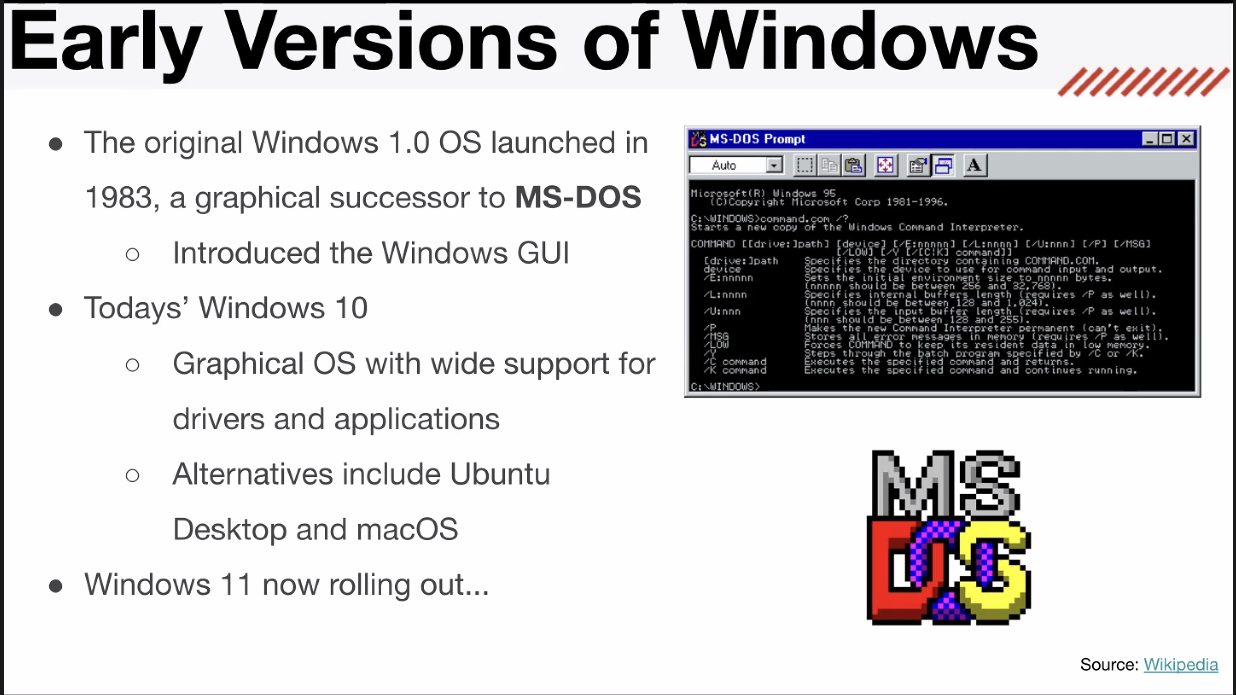 Early Versions of Windows
● The original Windows 1.0 OS launched in
1983, a graphical successor to MS-DOS
○ Introduced the Windows GUI
● Todays’ Windows 10
○ Graphical OS with wide support for
drivers and applications
○ Alternatives include Ubuntu
Desktop and macOS
● Windows 11 now rolling out...
MS-DOS Prompt
Auto
A
Microsoft(R) Windows 95
(C)Copyright Microsoft Corp 1981-1996.
C:\WINDOWS>command.com /?
Starts a new copy of the Windows Command Interpreter.
COMMAND [[drive:]path] [device] [/E:nnnnn] [/L:nnnn] [/U:nnn] [/P] [/MSG]
[/LOW] [/Y [/[C|K] command]]
[drive:]path Specifies the directory containing COMMAND.COM.
device Specifies the device to use for command input and output.
/E:nnnnn Sets the initial environment size to nnnnn bytes.
(nnnnn should be between 256 and 32,768).
/L:nnnn Specifies internal buffers length (requires /P as well).
(nnnn should be between 128 and 1,024).
/U:nnn Specifies the input buffer length (requires /P as well).
(nnn should be between 128 and 255).
/P Makes the new Command Interpreter permanent (can't exit).
/MSG Stores all error messages in memory (requires /P as well).
/LOW Forces COMMAND to keep its resident data in low memory.
/Y Steps through the batch program specified by /C or /K.
/C command Executes the specified command and returns.
/K command Executes the specified command and continues running.
C:\WINDOWS>
MS
DOS
Source: Wikipedia